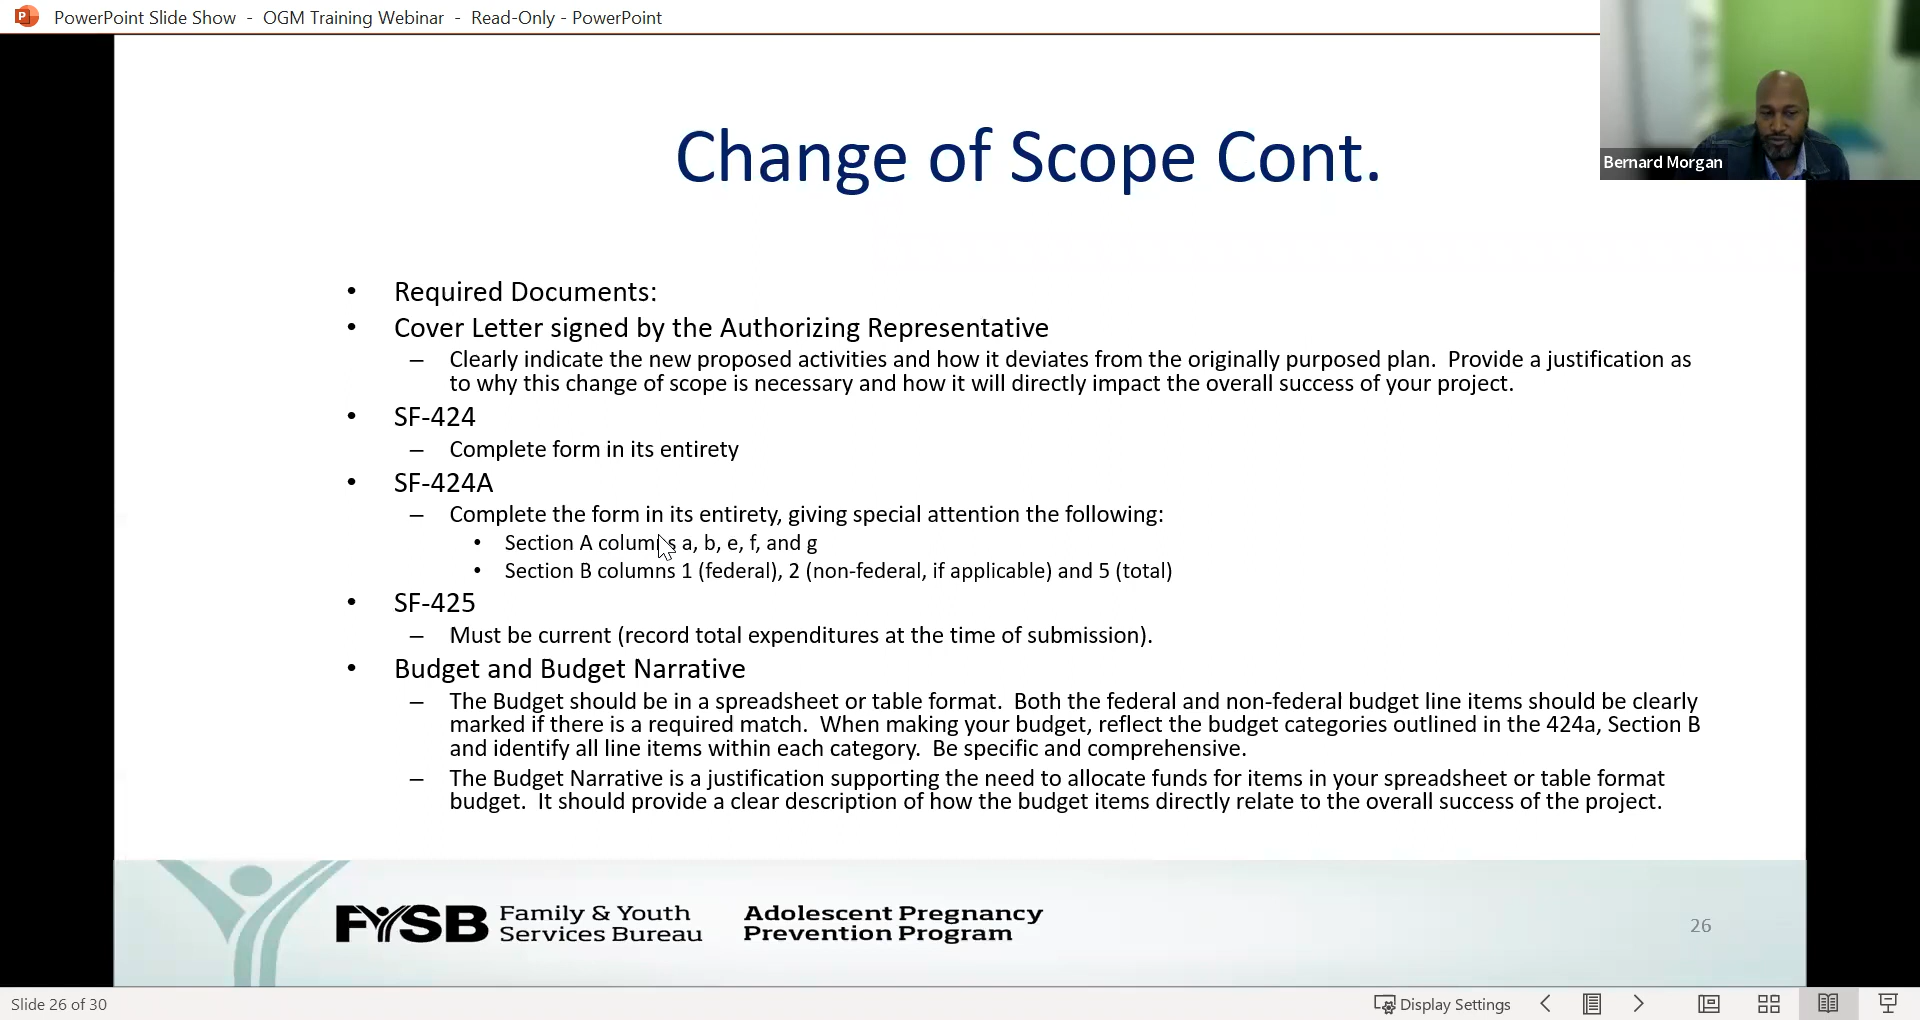 PowerPoint Slide Show - OGM Training Webinar - Read-Only - PowerPoint
Bernard Morgan
Change of Scope Cont.
• Required Documents:
• Cover Letter signed by the Authorizing Representative
– Clearly indicate the new proposed activities and how it deviates from the originally purposed plan. Provide a justification as
to why this change of scope is necessary and how it will directly impact the overall success of your project.
• SF-424
– Complete form in its entirety
• SF-424A
– Complete the form in its entirety, giving special attention the following:
• Section A columns a, b, e, f, and g
• Section B columns 1 (federal), 2 (non-federal, if applicable) and 5 (total)
• SF-425
– Must be current (record total expenditures at the time of submission).
• Budget and Budget Narrative
– The Budget should be in a spreadsheet or table format. Both the federal and non-federal budget line items should be clearly
marked if there is a required match. When making your budget, reflect the budget categories outlined in the 424a, Section B
and identify all line items within each category. Be specific and comprehensive.
– The Budget Narrative is a justification supporting the need to allocate funds for items in your spreadsheet or table format
budget. It should provide a clear description of how the budget items directly relate to the overall success of the project.
FYSB Family & Youth
Services Bureau
Adolescent Pregnancy
Prevention Program
26
Slide 26 of 30
Display Settings